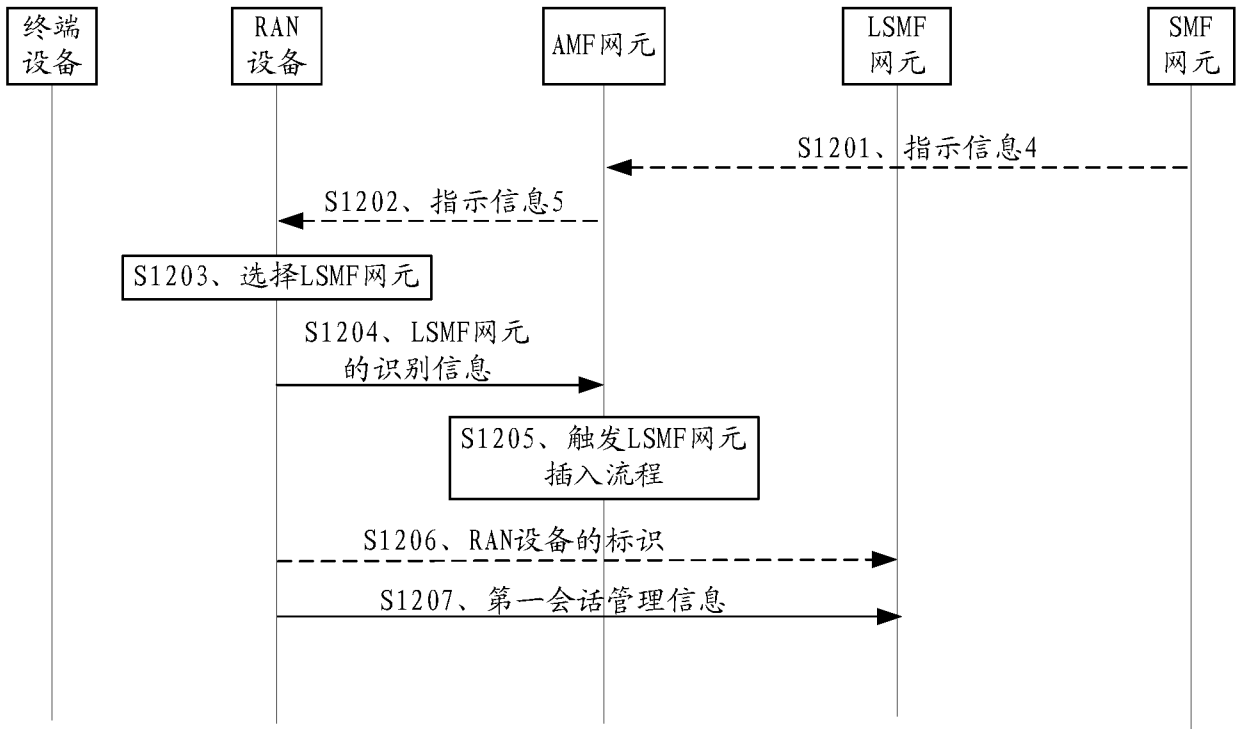 终端
设备
RAN
设备
AMF网元
LSMF
网元
SMF
网元
S1201、指示信息4
S1202、指示信息5
S1203、选择LSMF网元
S1204、LSMF网元
的识别信息
S1205、触发LSMF网元
插入流程
S1206、RAN设备的标识
S1207、第一会话管理信息